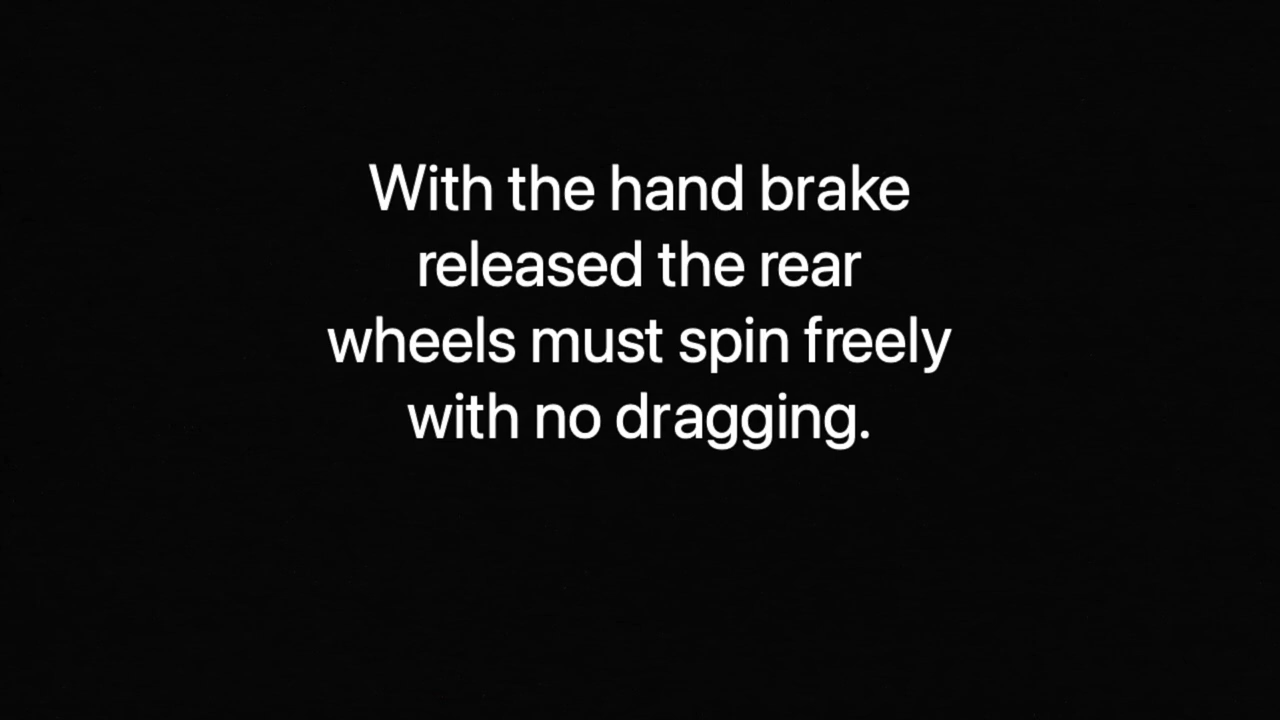 With the hand brake
released the rear
wheels must spin freely
with no dragging.